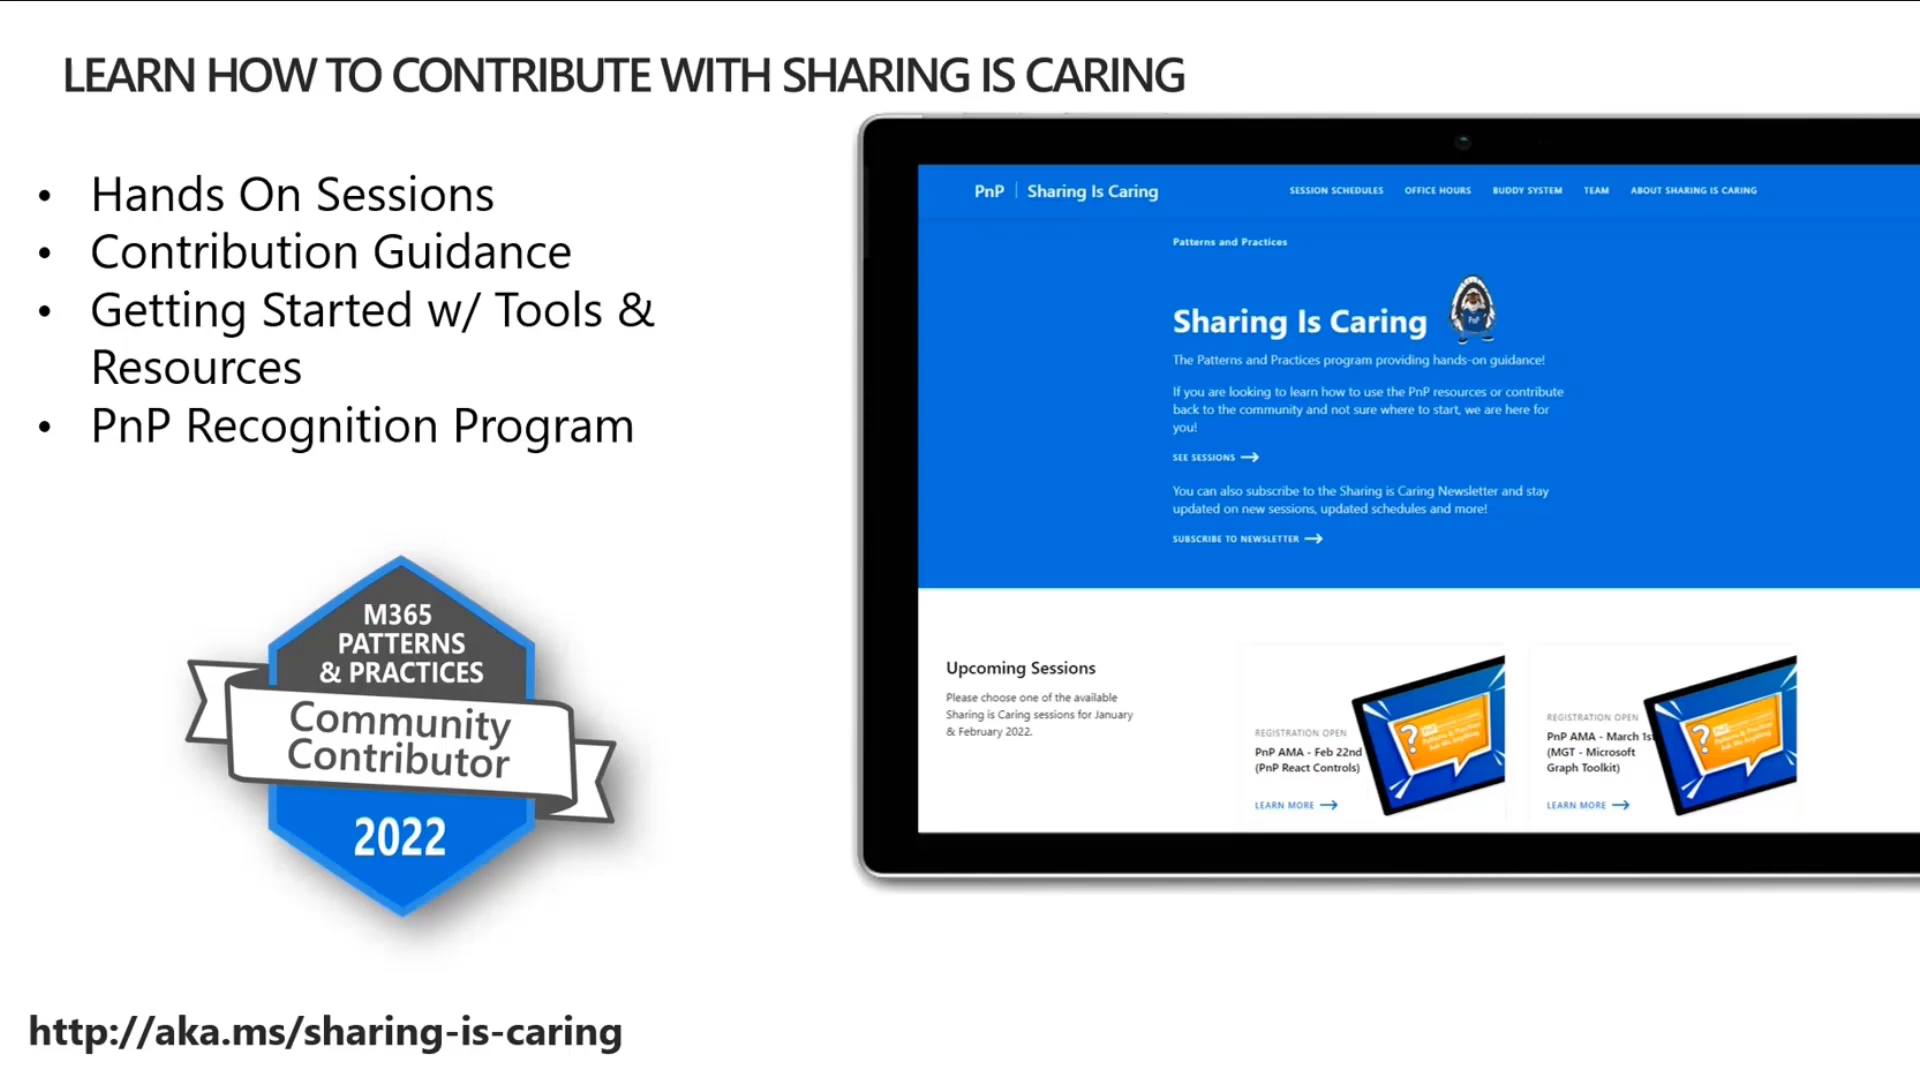 LEARN HOW TO CONTRIBUTE WITH SHARING IS CARING
• Hands On Sessions
• Contribution Guidance
• Getting Started w/ Tools &
Resources
• PnP Recognition Program
M365
PATTERNS
& PRACTICES
Community
Contributor
2022
http://aka.ms/sharing-is-caring
PnP | Sharing Is Caring
SESSION SCHEDULES OFFICE HOURS BUDDY SYSTEM TEAM ABOUT SHARING IS CARING
Patterns and Practices
Sharing Is Caring
PnP
The Patterns and Practices program providing hands-on guidance!
If you are looking to learn how to use the PnP resources or contribute
back to the community and not sure where to start, we are here for
you!
SEE SESSIONS
You can also subscribe to the Sharing is Caring Newsletter and stay
updated on new sessions, updated schedules and more!
SUBSCRIBE TO NEWSLETTER
Upcoming Sessions
Please choose one of the available
Sharing is Caring sessions for January
& February 2022.
REGISTRATION OPEN
PnP AMA - Feb 22nd
(PnP React Controls)
LEARN MORE
REGISTRATION OPEN
PnP AMA - March 1st
(MGT - Microsoft
Graph Toolkit)
LEARN MORE